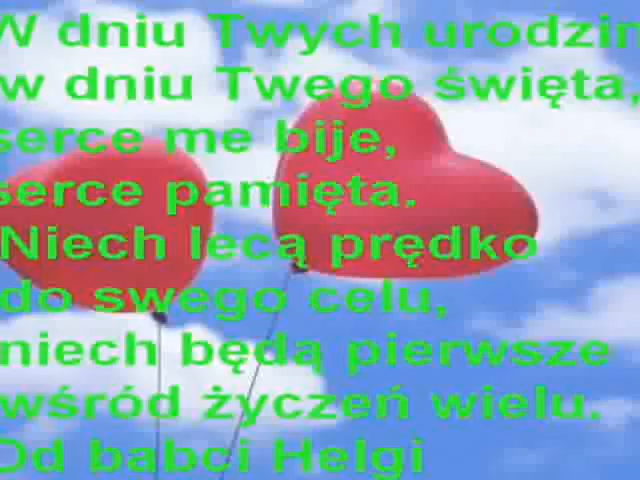 W dniu Twych urodzin
w dniu Twego święta,
serce me bije,
serce pamięta.
Niech lecą prędko
do swego celu,
niech będą pierwsze
wśród życzeń wielu.
Od babci Helgi